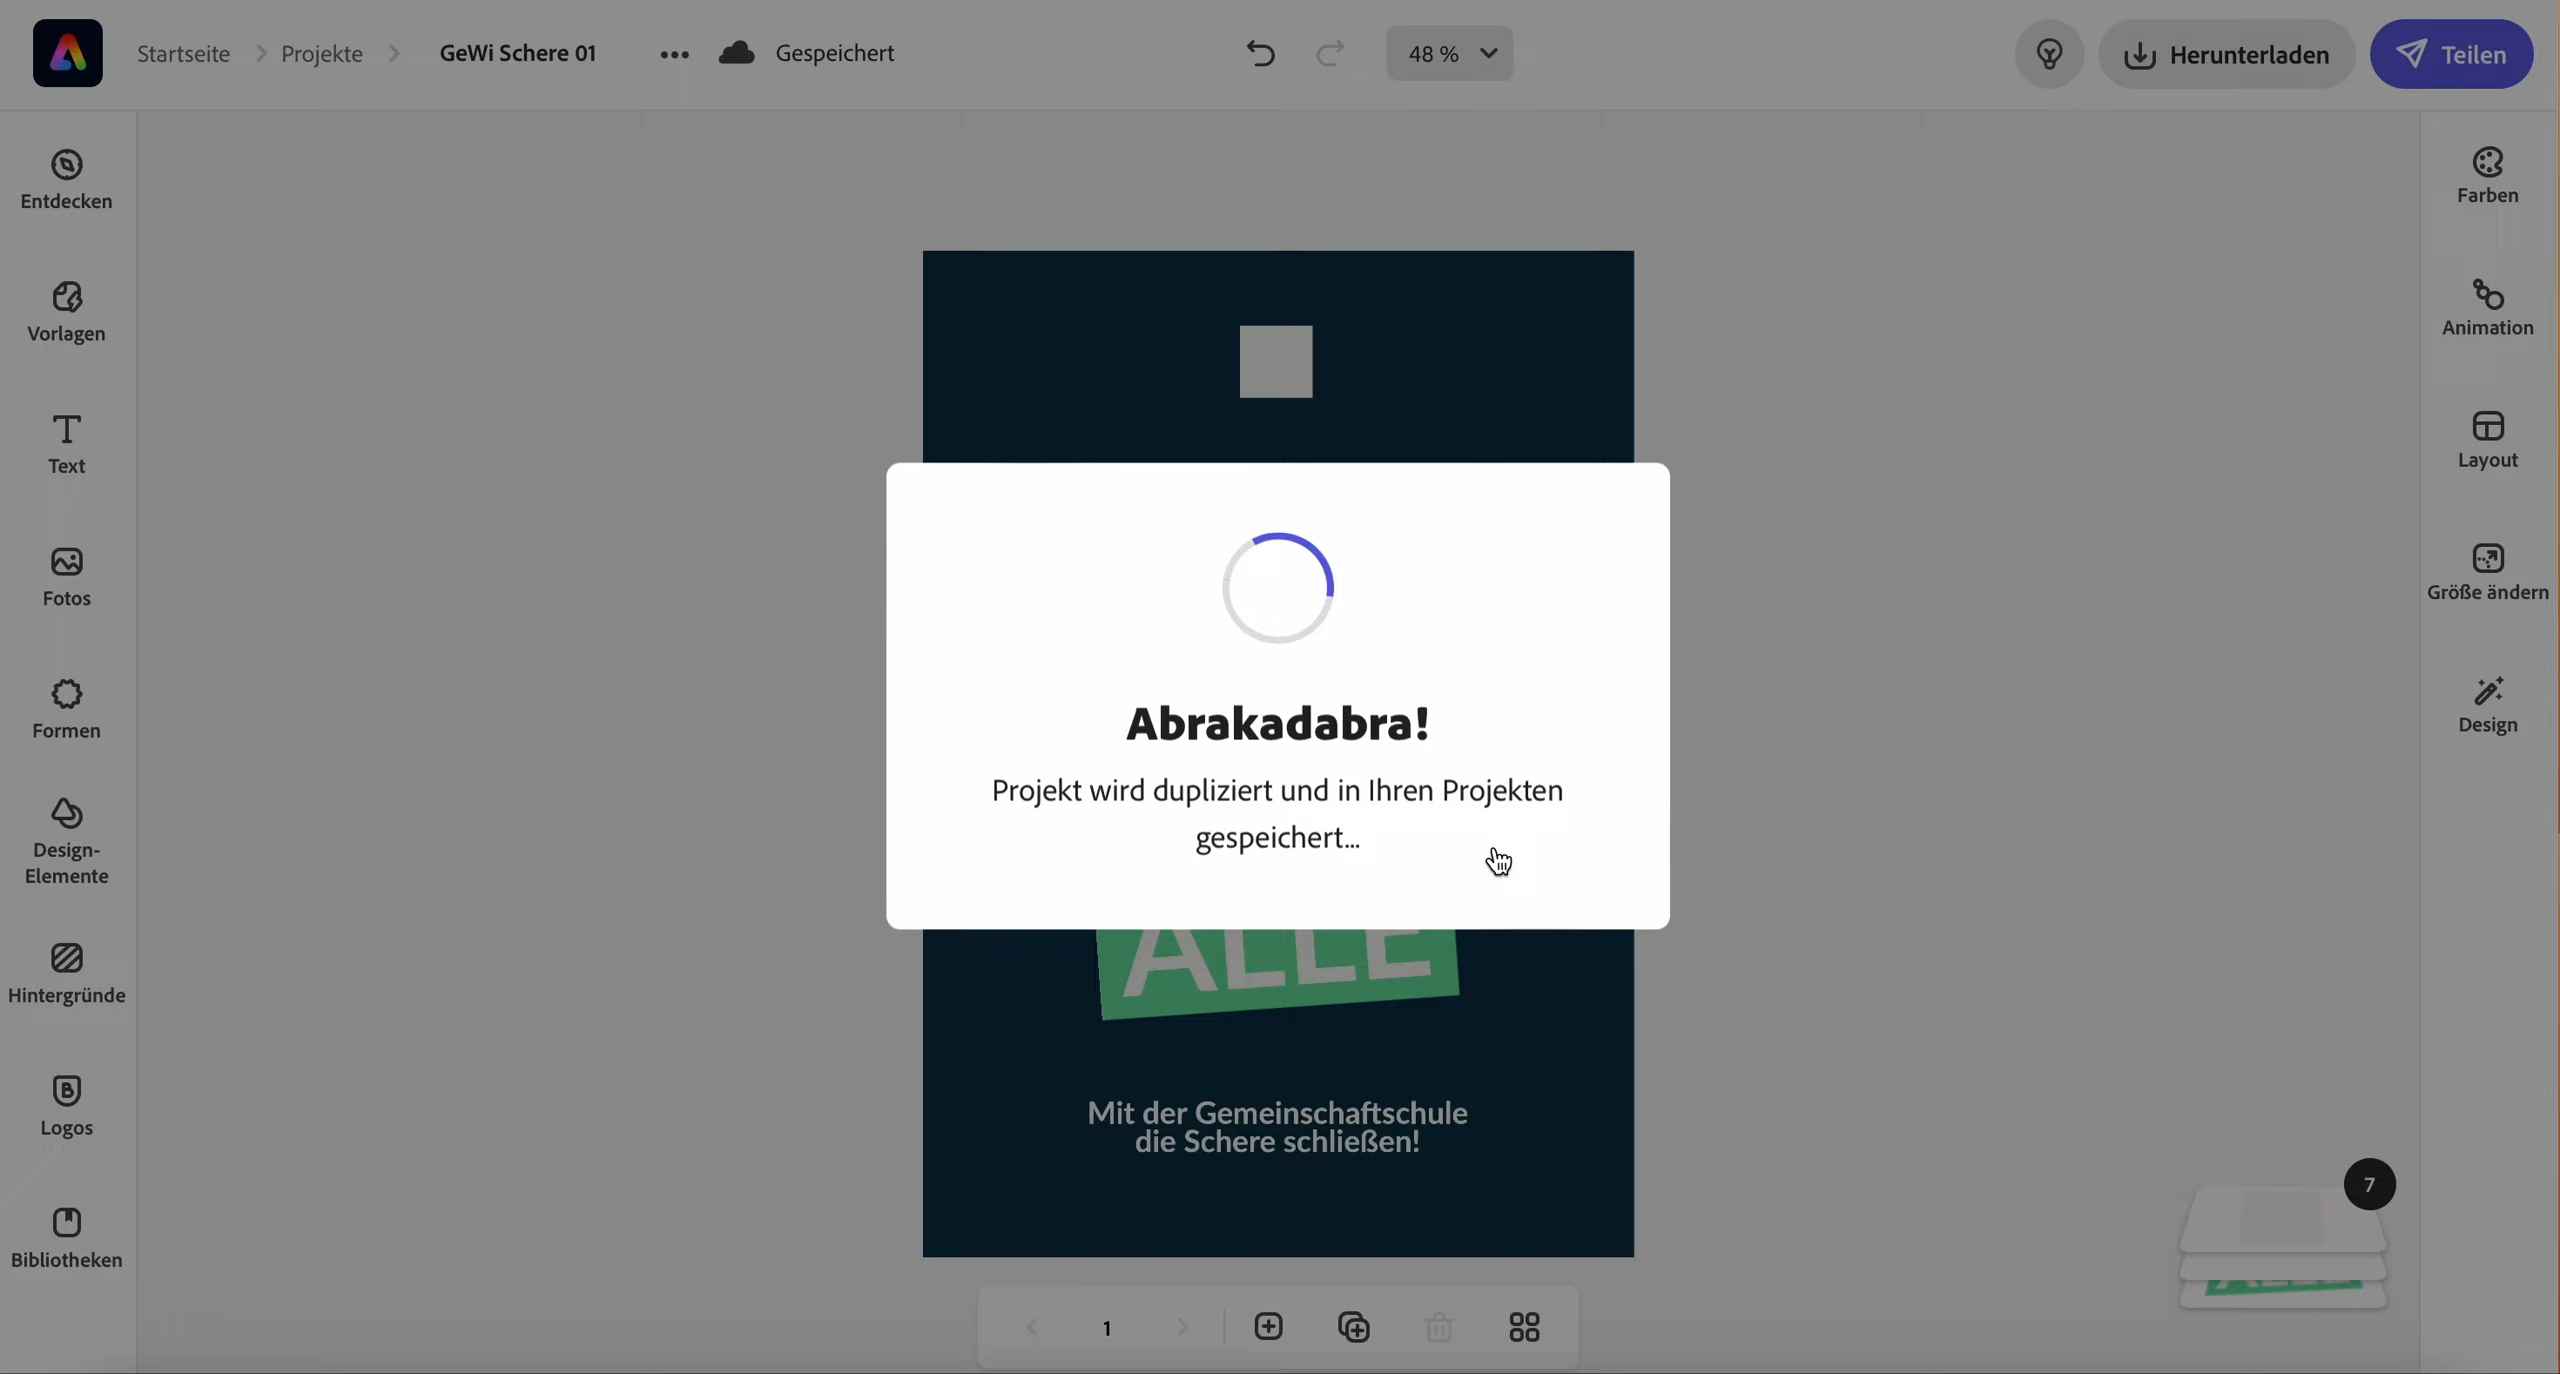 Startseite
Projekte
GeWi Schere 01
Gespeichert
48 %
Herunterladen
Teilen
Entdecken
Vorlagen
Text
Fotos
Formen
Design-
Elemente
Hintergründe
Logos
Bibliotheken
Farben
Animation
Layout
Größe ändern
Design
Abrakadabra!
Projekt wird dupliziert und in Ihren Projekten
gespeichert...
ALLE
Mit der Gemeinschaftschule
die Schere schließen!
7
1